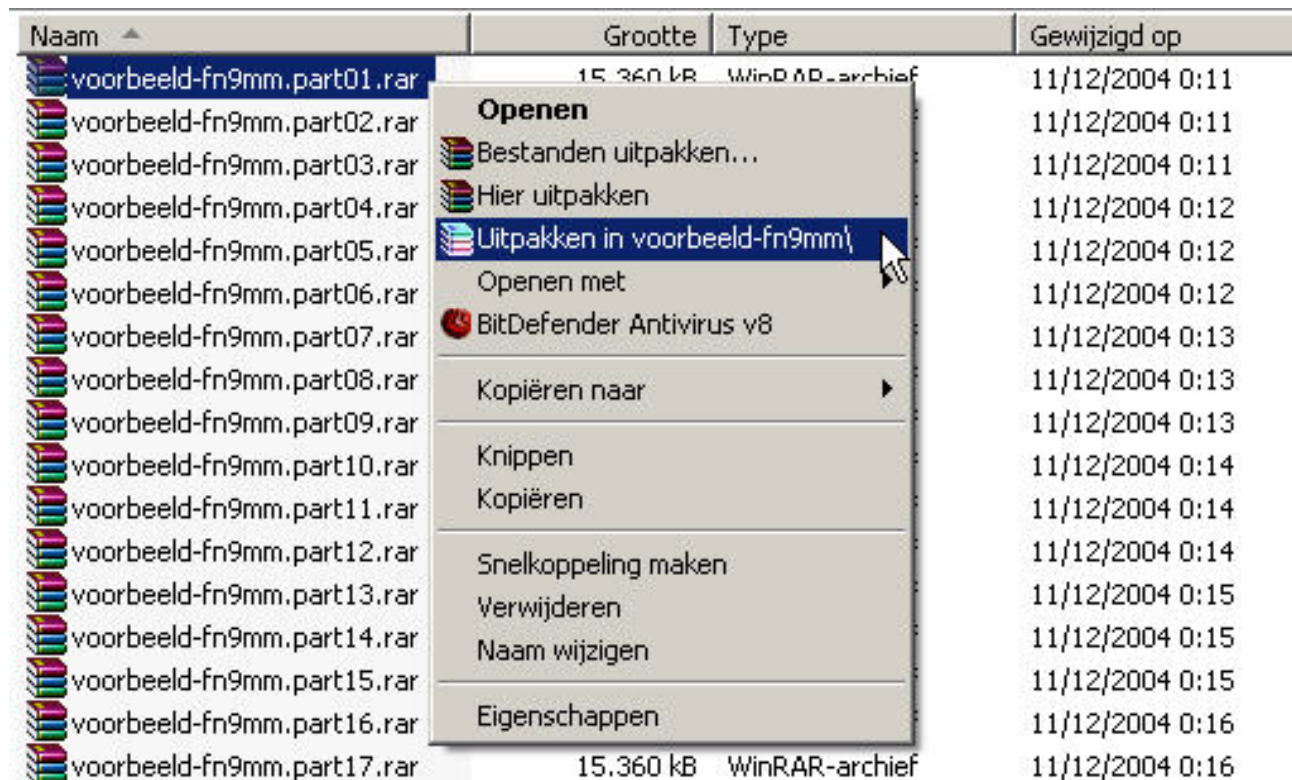 Naam Grootte Type Gewijzigd op
voorbeeld-fn9mm.part01.rar 15.360 kB WinRAR-archief 11/12/2004 0:11
Openen
voorbeeld-fn9mm.part02.rar 11/12/2004 0:11
Bestanden uitpakken...
voorbeeld-fn9mm.part03.rar 11/12/2004 0:11
Hier uitpakken
voorbeeld-fn9mm.part04.rar 11/12/2004 0:12
Uitpakken in voorbeeld-fn9mm\
voorbeeld-fn9mm.part05.rar 11/12/2004 0:12
Openen met
voorbeeld-fn9mm.part06.rar 11/12/2004 0:12
BitDefender Antivirus v8
voorbeeld-fn9mm.part07.rar 11/12/2004 0:13
voorbeeld-fn9mm.part08.rar 11/12/2004 0:13
Kopiëren naar
voorbeeld-fn9mm.part09.rar 11/12/2004 0:13
Knippen
voorbeeld-fn9mm.part10.rar 11/12/2004 0:14
Kopiëren
voorbeeld-fn9mm.part11.rar 11/12/2004 0:14
voorbeeld-fn9mm.part12.rar 11/12/2004 0:14
Snelkoppeling maken
voorbeeld-fn9mm.part13.rar 11/12/2004 0:15
Verwijderen
voorbeeld-fn9mm.part14.rar 11/12/2004 0:15
Naam wijzigen
voorbeeld-fn9mm.part15.rar 11/12/2004 0:15
Eigenschappen
voorbeeld-fn9mm.part16.rar 11/12/2004 0:16
voorbeeld-fn9mm.part17.rar 15.360 kB WinRAR-archief 11/12/2004 0:16